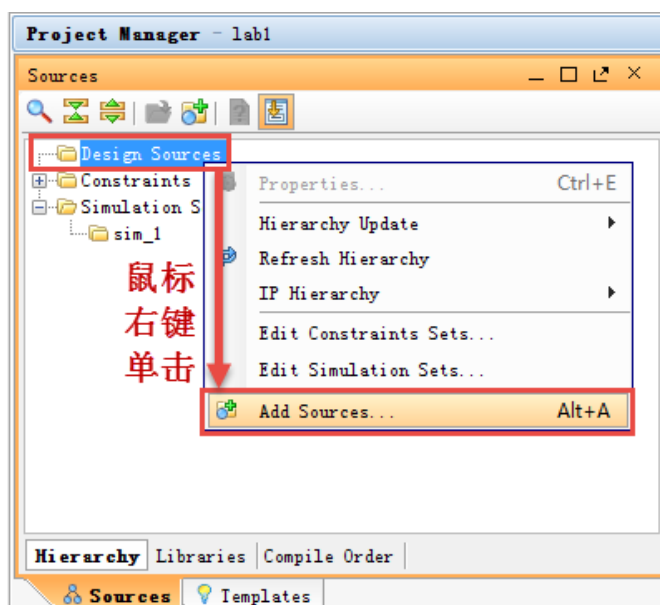 Project Manager - lab1
Sources
Design Sources
Constraints
Properties... Ctrl+E
Simulation S
Hierarchy Update
sim_1
Refresh Hierarchy
IP Hierarchy
鼠标
右键
单击
Edit Constraints Sets...
Edit Simulation Sets...
Add Sources... Alt+A
Hierarchy Libraries Compile Order
Sources Templates